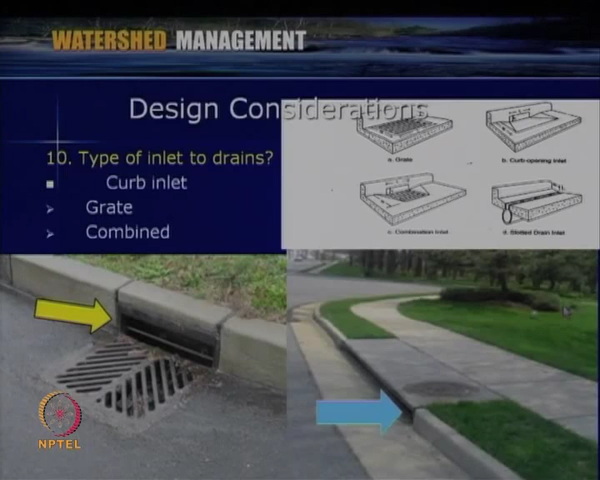 WATERSHED MANAGEMENT
Design Considerations
10. Type of inlet to drains?
Curb inlet
Grate
Combined
a. Grate
b. Curb-opening Inlet
c. Combination Inlet
d. Slotted Drain Inlet
NPTEL